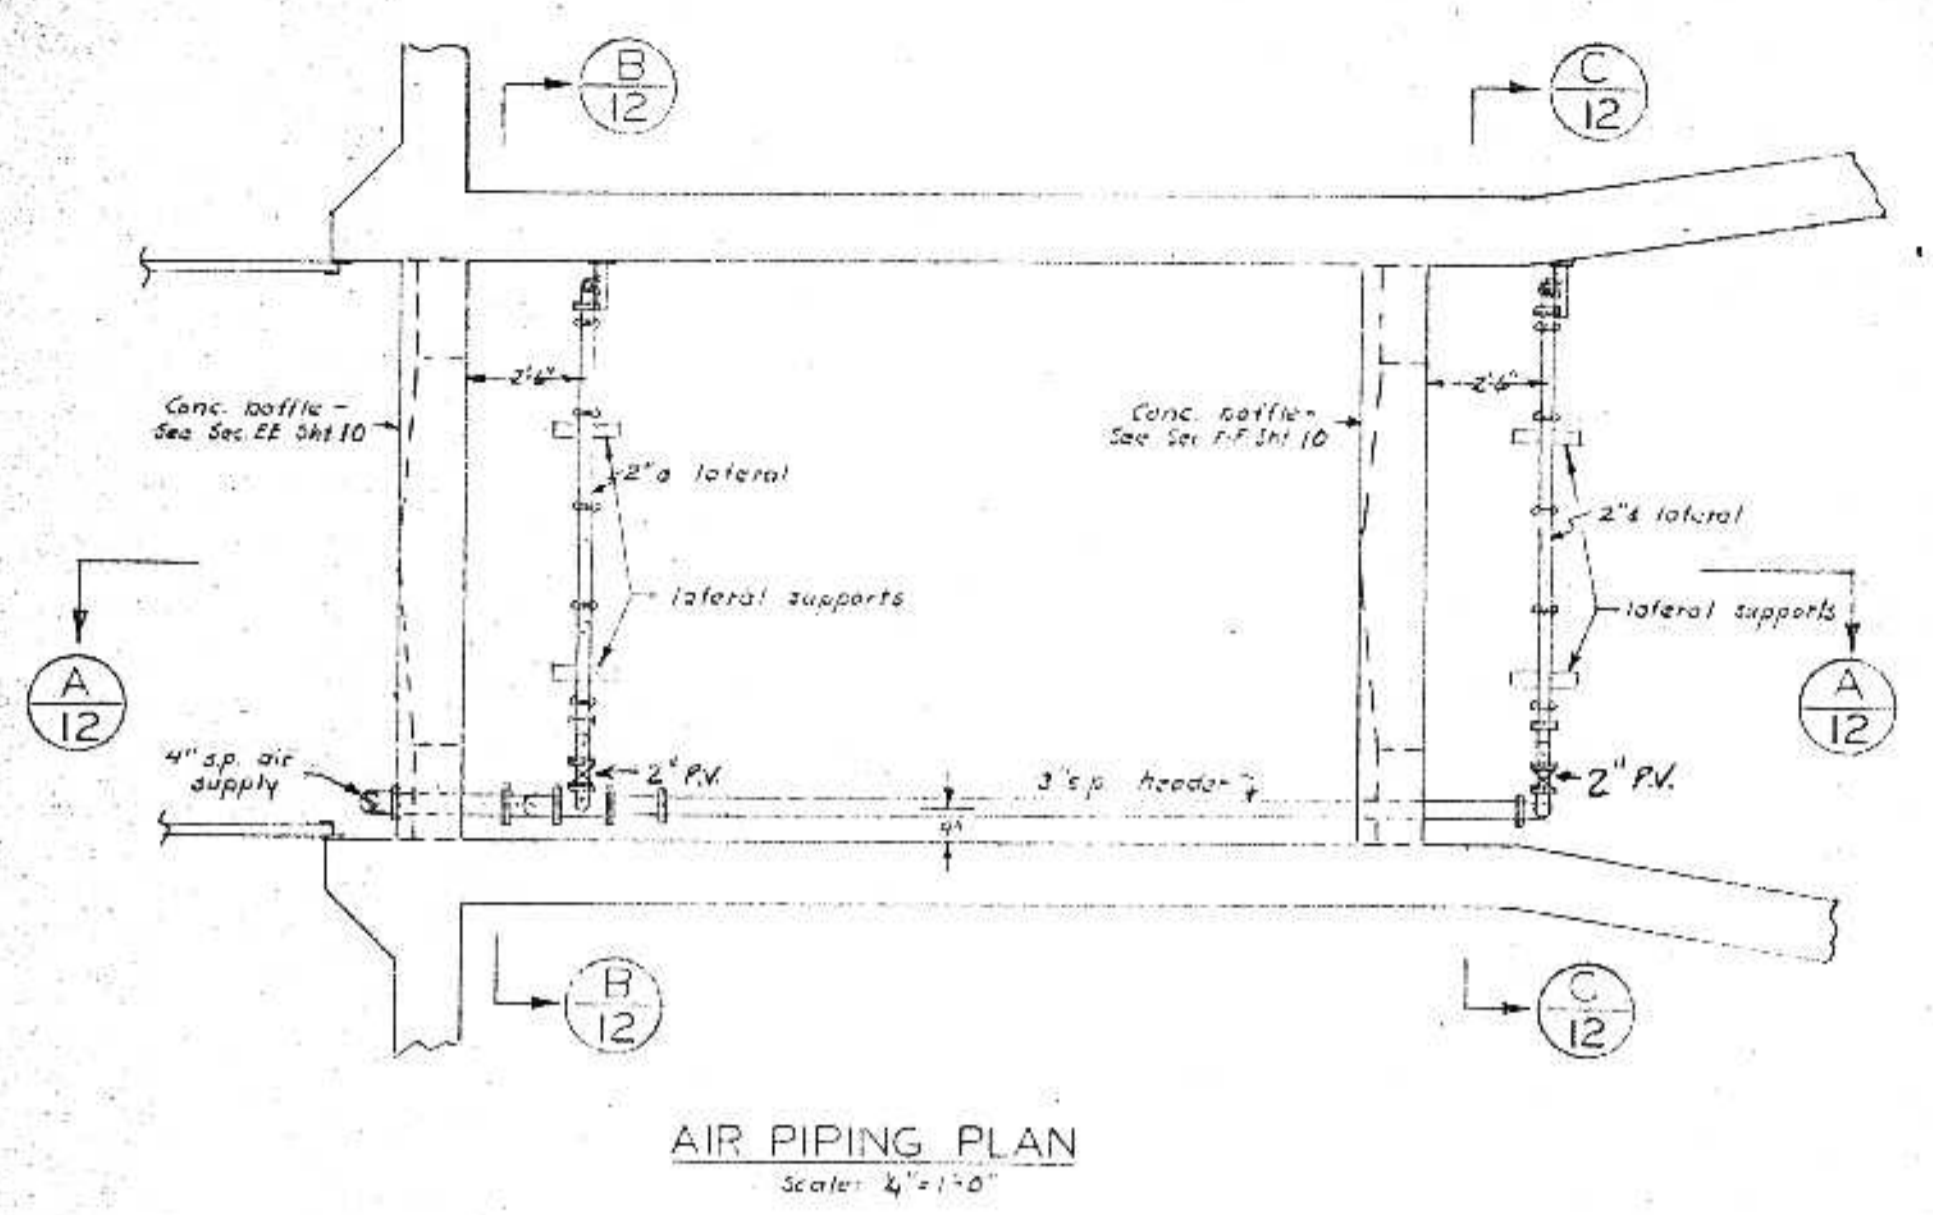 B
12
C
12
2'6"
2'6"
Conc. baffle -
See Sec. EE Sht 10
Conc. baffle -
See Sec F-F Sht 10
2"ø lateral
2"ø lateral
lateral supports
lateral supports
A
12
A
12
4" s.p. air
supply
2" P.V.
3" s.p. header
2" P.V.
9"
B
12
C
12
AIR PIPING PLAN
Scale: ¼" = 1'-0"